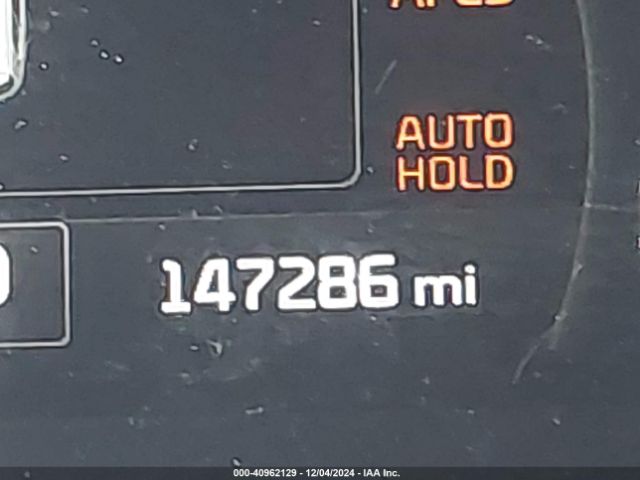 AUTO
HOLD
147286 mi
000-40962129 - 12/04/2024 - IAA Inc.